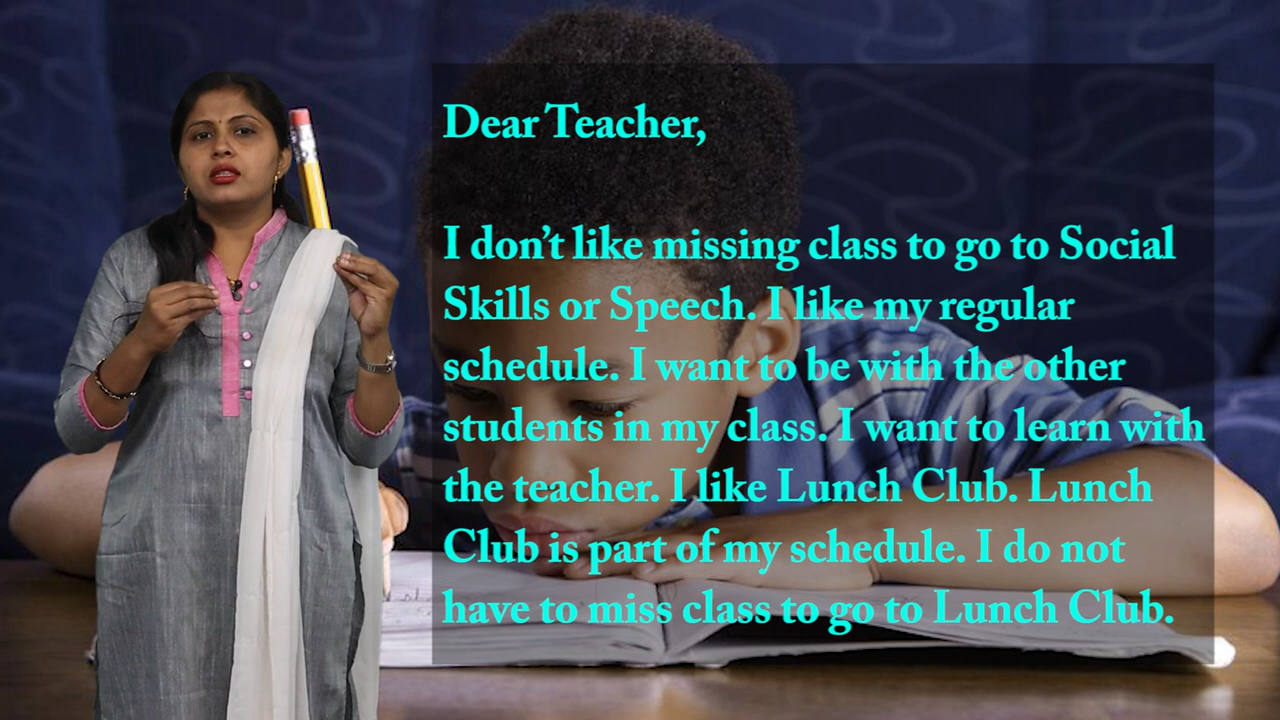 Dear Teacher,
I don’t like missing class to go to Social
Skills or Speech. I like my regular
schedule. I want to be with the other
students in my class. I want to learn with
the teacher. I like Lunch Club. Lunch
Club is part of my schedule. I do not
have to miss class to go to Lunch Club.